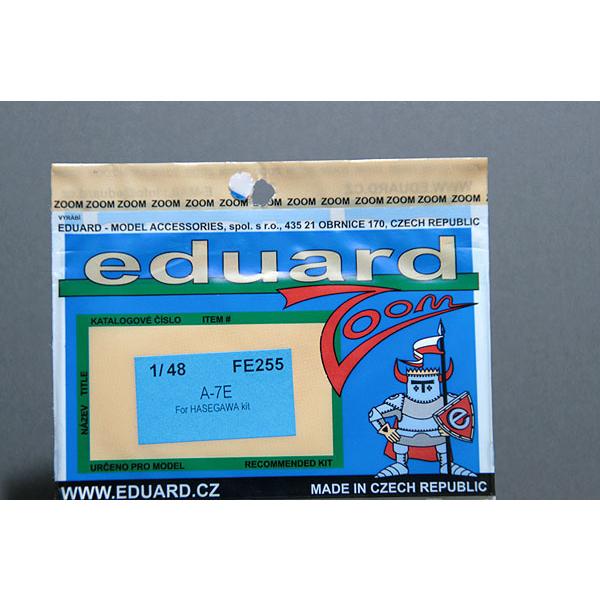 ZOOM ZOOM ZOOM ZOOM ZOOM ZOOM ZOOM ZOOM ZOOM ZOOM ZOOM ZOOM ZOOM
VYRÁBÍ
EDUARD - MODEL ACCESSORIES, spol. s r.o., 435 21 OBRNICE 170, CZECH REPUBLIC
eduard
Zoom
KATALOGOVÉ ČÍSLO ITEM #
1/48 FE255
A-7E
For HASEGAWA kit
NÁZEV TITLE
e
URČENO PRO MODEL RECOMMENDED KIT
WWW.EDUARD.CZ MADE IN CZECH REPUBLIC